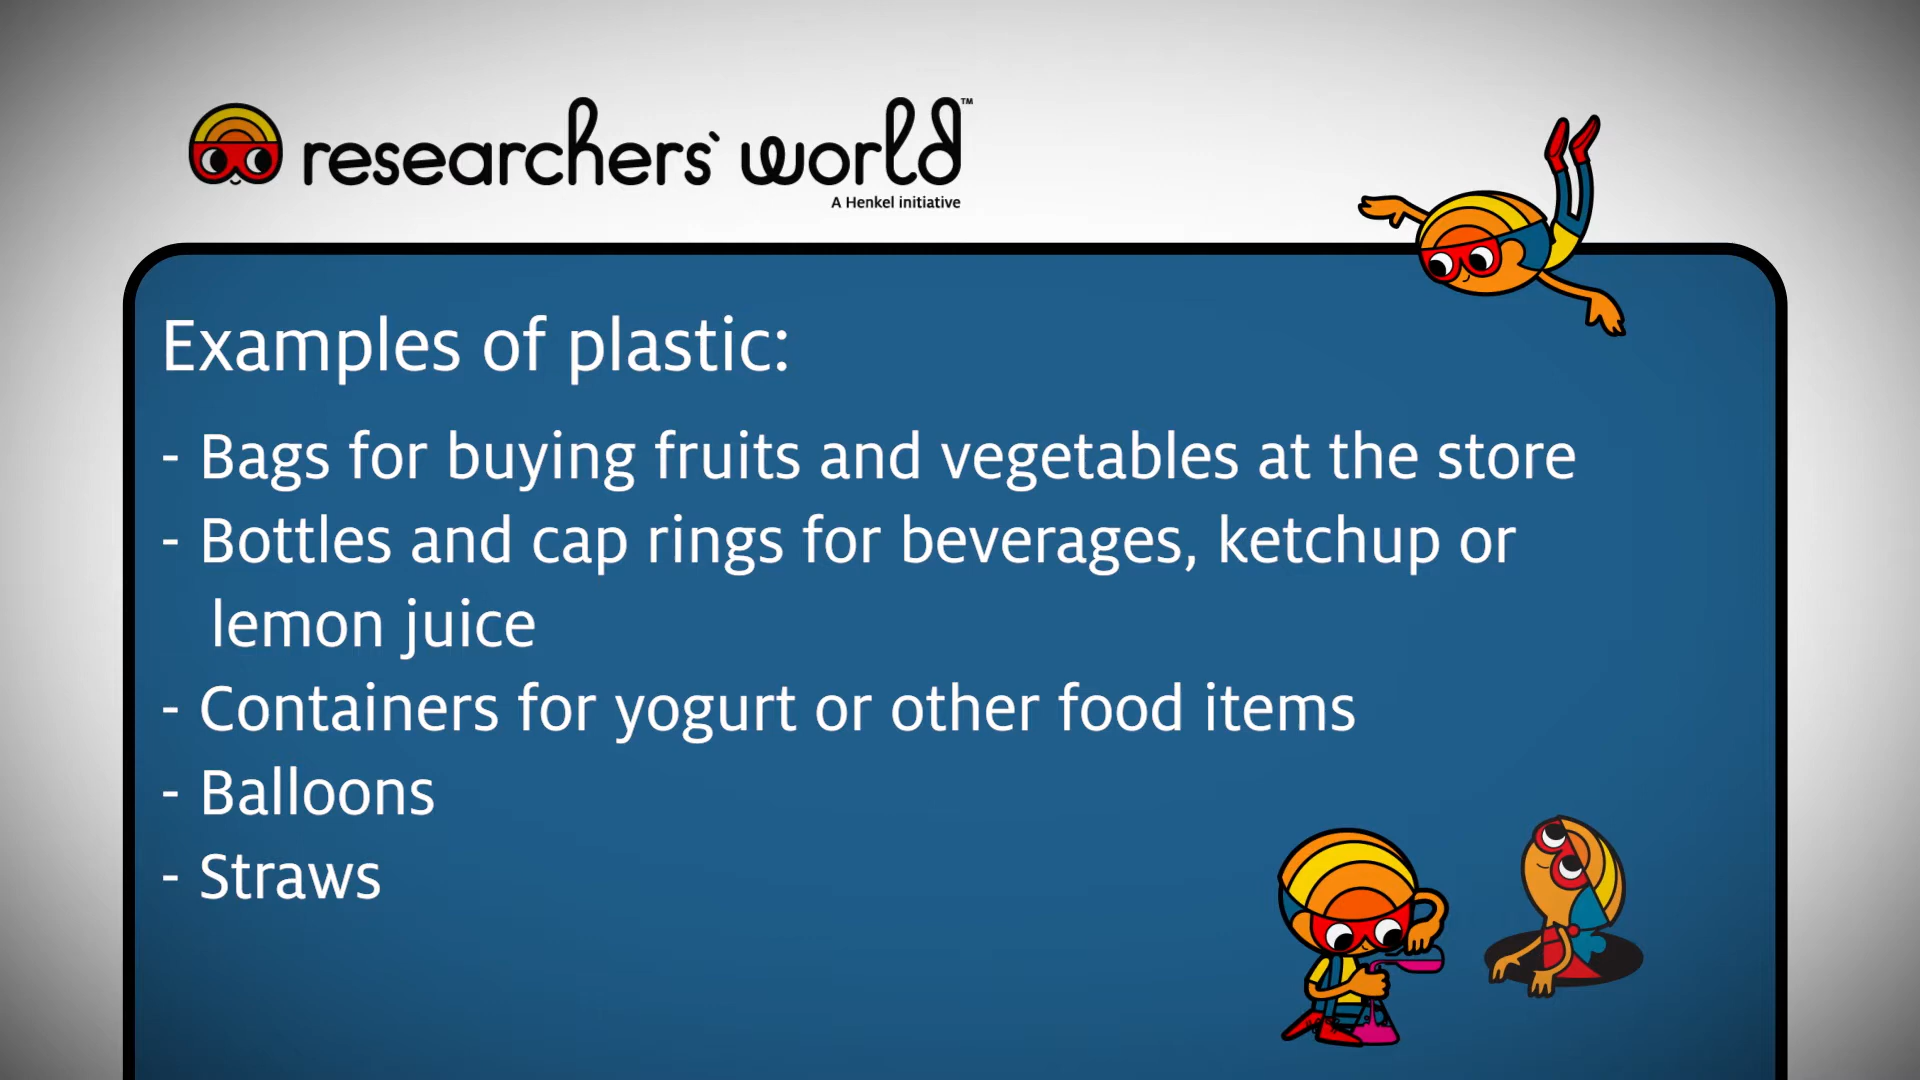 researchers` world™
A Henkel initiative
Examples of plastic:
- Bags for buying fruits and vegetables at the store
- Bottles and cap rings for beverages, ketchup or
lemon juice
- Containers for yogurt or other food items
- Balloons
- Straws